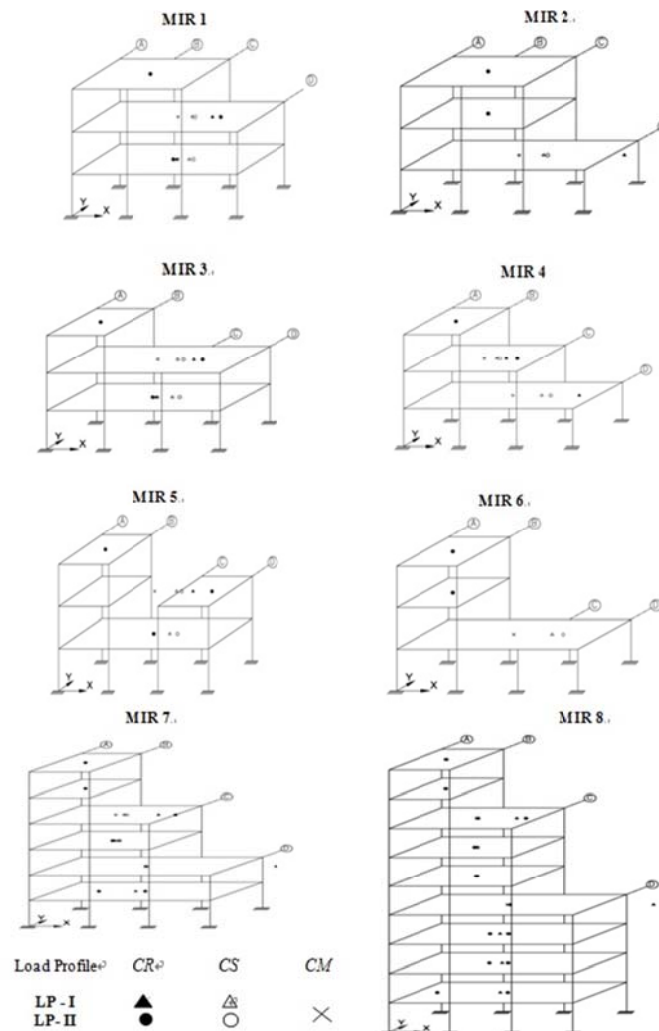 MIR 1
MIR 2
A B C D
A B C
Y X
Y X
MIR 3
MIR 4
A B C D
A B C D
Y X
Y X
MIR 5
MIR 6
A B C D
A B C D
Y X
Y X
MIR 7
MIR 8
A B C D
A B C D
Y X
Y X
Load Profile CR CS CM
LP - I
LP - II